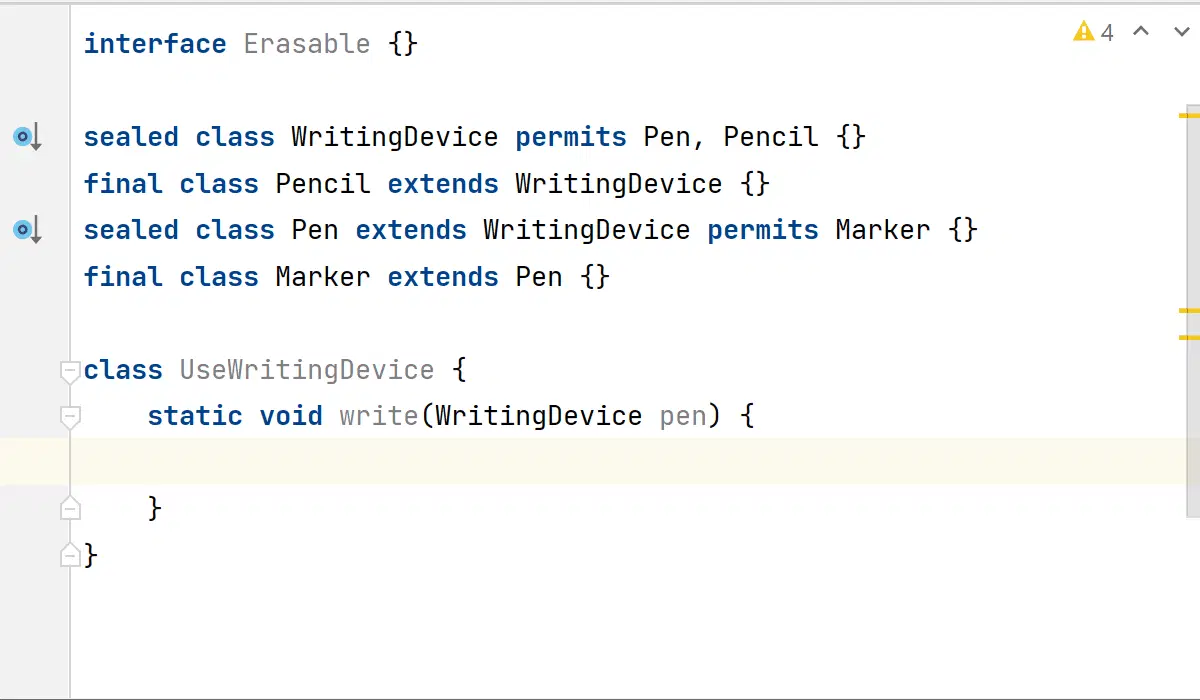 interface Erasable {}
4
sealed class WritingDevice permits Pen, Pencil {}
final class Pencil extends WritingDevice {}
sealed class Pen extends WritingDevice permits Marker {}
final class Marker extends Pen {}
class UseWritingDevice {
    static void write(WritingDevice pen) {
    }
}